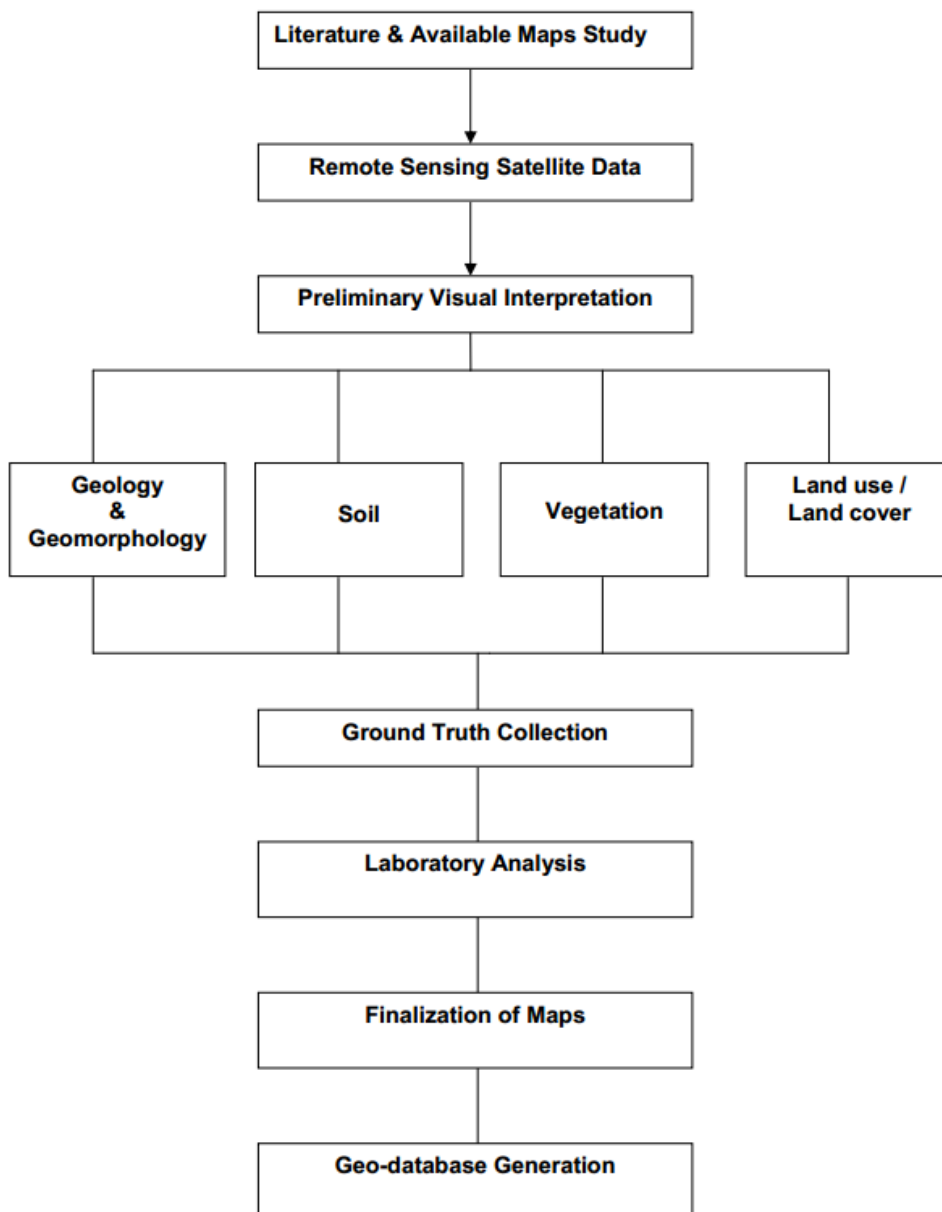 Literature & Available Maps Study
Remote Sensing Satellite Data
Preliminary Visual Interpretation
Geology
&
Geomorphology
Soil
Vegetation
Land use /
Land cover
Ground Truth Collection
Laboratory Analysis
Finalization of Maps
Geo-database Generation